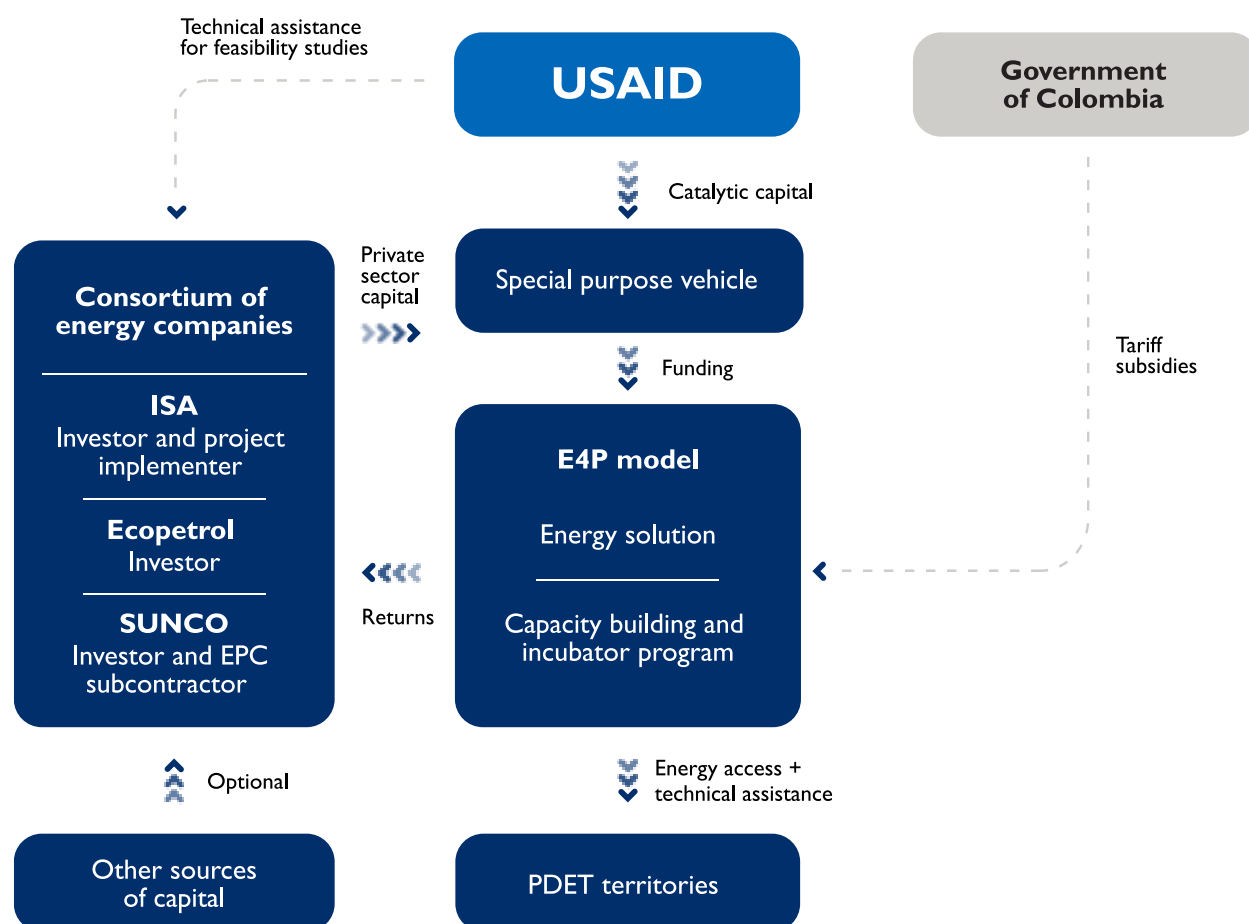 Technical assistance
for feasibility studies
USAID
Government
of Colombia
Catalytic capital
Consortium of
energy companies
ISA
Investor and project
implementer
Ecopetrol
Investor
SUNCO
Investor and EPC
subcontractor
Private
sector
capital
Special purpose vehicle
Funding
Tariff
subsidies
E4P model
Energy solution
Capacity building and
incubator program
Returns
Optional
Energy access +
technical assistance
Other sources
of capital
PDET territories